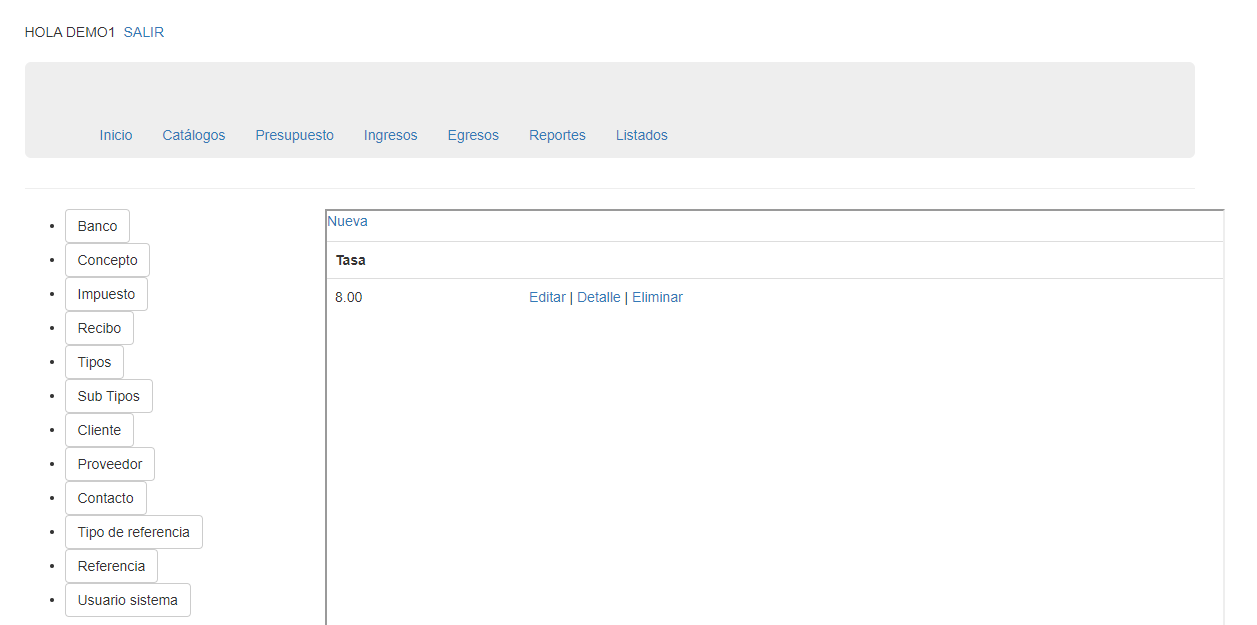 HOLA DEMO1 SALIR
Inicio Catálogos Presupuesto Ingresos Egresos Reportes Listados
Banco
Concepto
Impuesto
Recibo
Tipos
Sub Tipos
Cliente
Proveedor
Contacto
Tipo de referencia
Referencia
Usuario sistema
Nueva
Tasa
8.00 Editar | Detalle | Eliminar